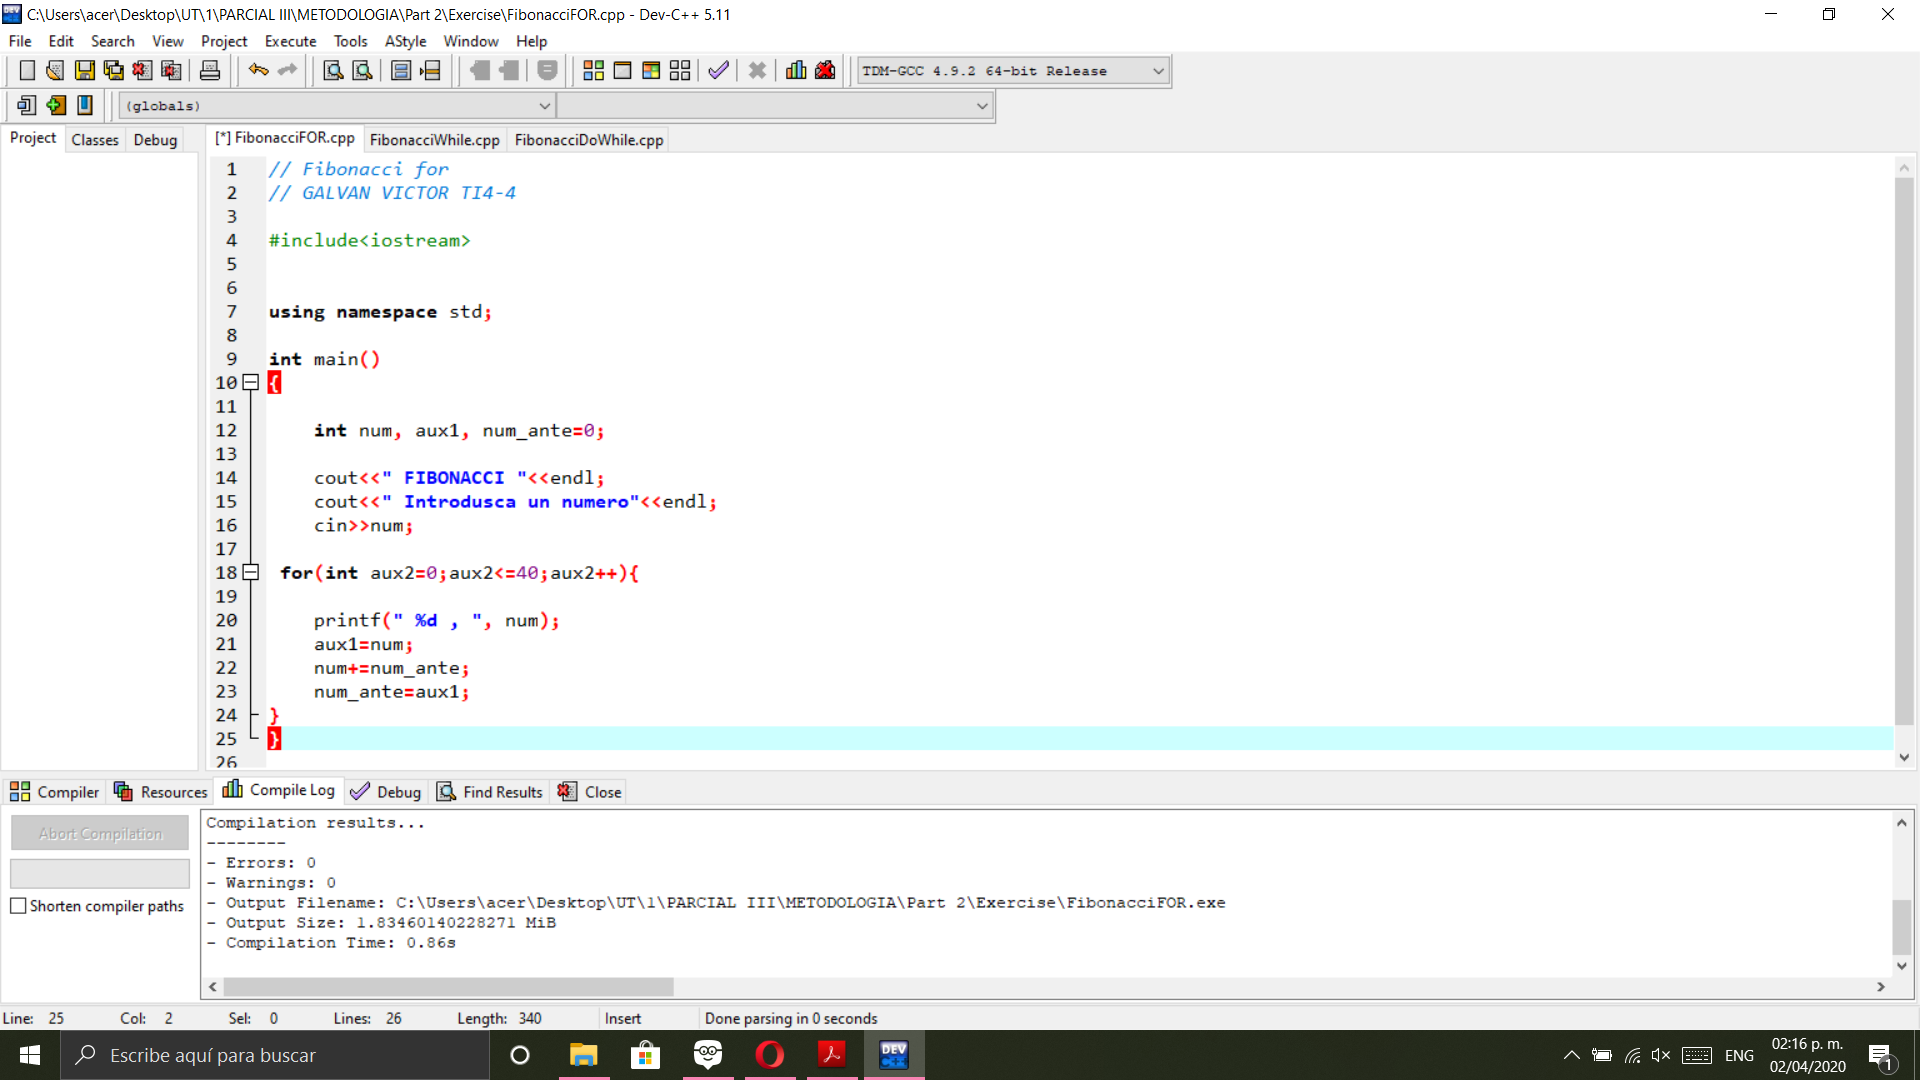 C:\Users\acer\Desktop\UT\1\PARCIAL III\METODOLOGIA\Part 2\Exercise\FibonacciFOR.cpp - Dev-C++ 5.11
File Edit Search View Project Execute Tools AStyle Window Help
TDM-GCC 4.9.2 64-bit Release
(globals)
Project Classes Debug [*] FibonacciFOR.cpp FibonacciWhile.cpp FibonacciDoWhile.cpp
1 // Fibonacci for
2 // GALVAN VICTOR TI4-4
3
4 #include<iostream>
5
6
7 using namespace std;
8
9 int main()
10 {
11
12 int num, aux1, num_ante=0;
13
14 cout<<" FIBONACCI "<<endl;
15 cout<<" Introdusca un numero"<<endl;
16 cin>>num;
17
18 for(int aux2=0;aux2<=40;aux2++){
19
20 printf(" %d , ", num);
21 aux1=num;
22 num+=num_ante;
23 num_ante=aux1;
24 }
25 }
26
Compiler Resources Compile Log Debug Find Results Close
Abort Compilation
Shorten compiler paths
Compilation results...
--------
- Errors: 0
- Warnings: 0
- Output Filename: C:\Users\acer\Desktop\UT\1\PARCIAL III\METODOLOGIA\Part 2\Exercise\FibonacciFOR.exe
- Output Size: 1.83460140228271 MiB
- Compilation Time: 0.86s
Line: 25 Col: 2 Sel: 0 Lines: 26 Length: 340 Insert Done parsing in 0 seconds
Escribe aquí para buscar
DEV C++
ENG
02:16 p. m.
02/04/2020
1